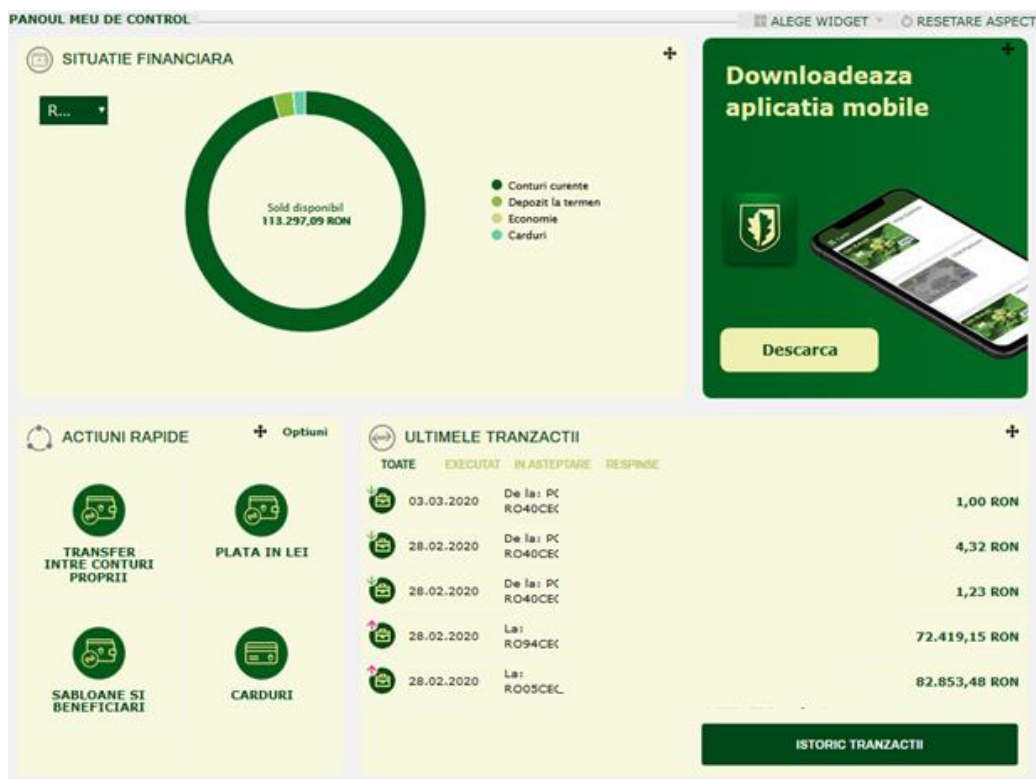 PANOUL MEU DE CONTROL
ALEGE WIDGET
RESETARE ASPECT
SITUATIE FINANCIARA
R...
Sold disponibil
113.297,09 RON
Conturi curente
Depozit la termen
Economie
Carduri
Downloadeaza
aplicatia mobile
Descarca
ACTIUNI RAPIDE
Optiuni
TRANSFER
INTRE CONTURI
PROPRII
PLATA IN LEI
SABLOANE SI
BENEFICIARI
CARDURI
ULTIMELE TRANZACTII
TOATE EXECUTAT IN ASTEPTARE RESPINSE
03.03.2020 De la: PC 1,00 RON
RO40CEC
28.02.2020 De la: PC 4,32 RON
RO40CEC
28.02.2020 De la: PC 1,23 RON
RO40CEC
28.02.2020 La: 72.419,15 RON
RO94CEC
28.02.2020 La: 82.853,48 RON
RO05CEC_
ISTORIC TRANZACTII